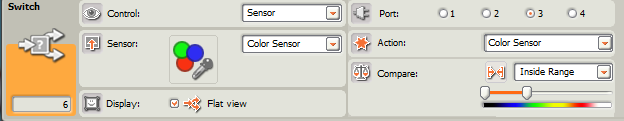 Switch
6
Control: Sensor
Sensor: Color Sensor
Display: Flat view
Port: 1 2 3 4
Action: Color Sensor
Compare: Inside Range